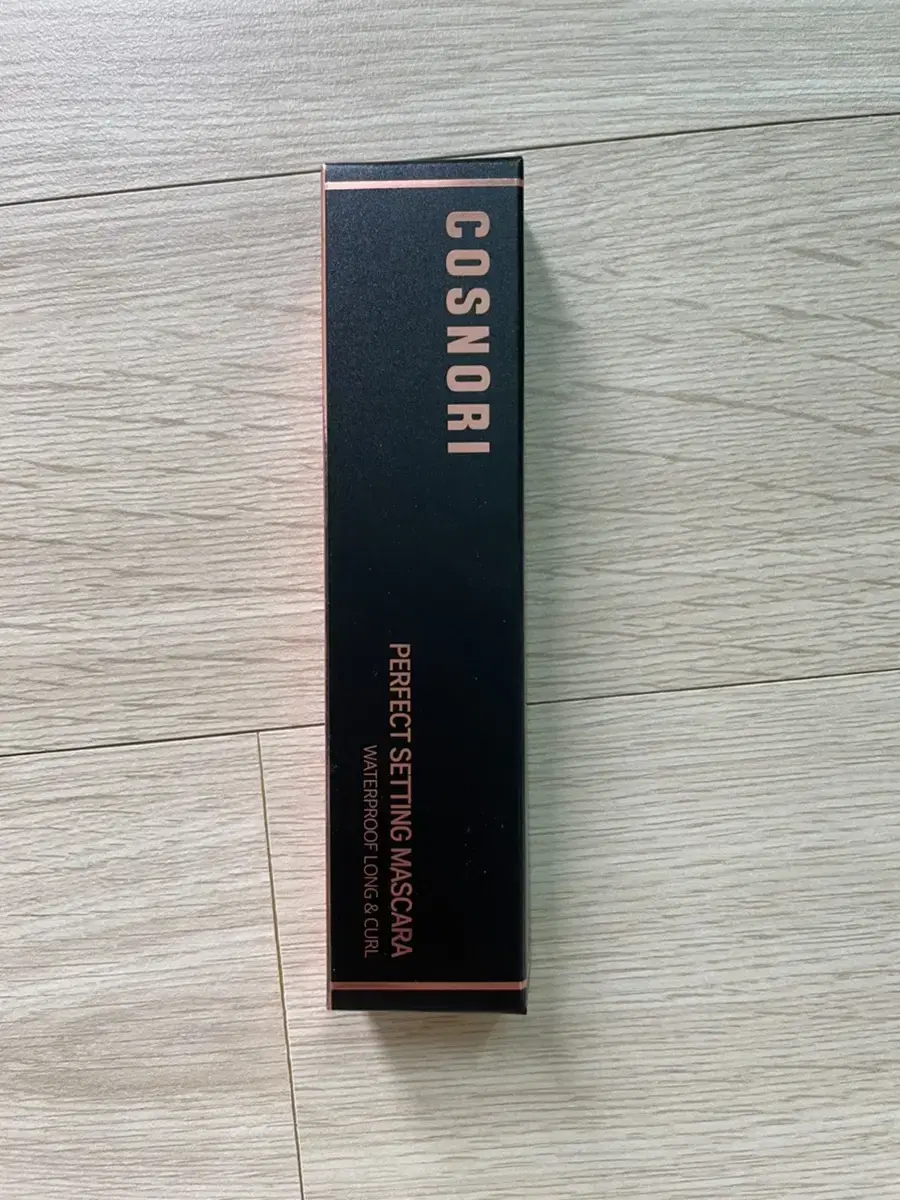 COSNORI
PERFECT SETTING MASCARA
WATERPROOF LONG & CURL